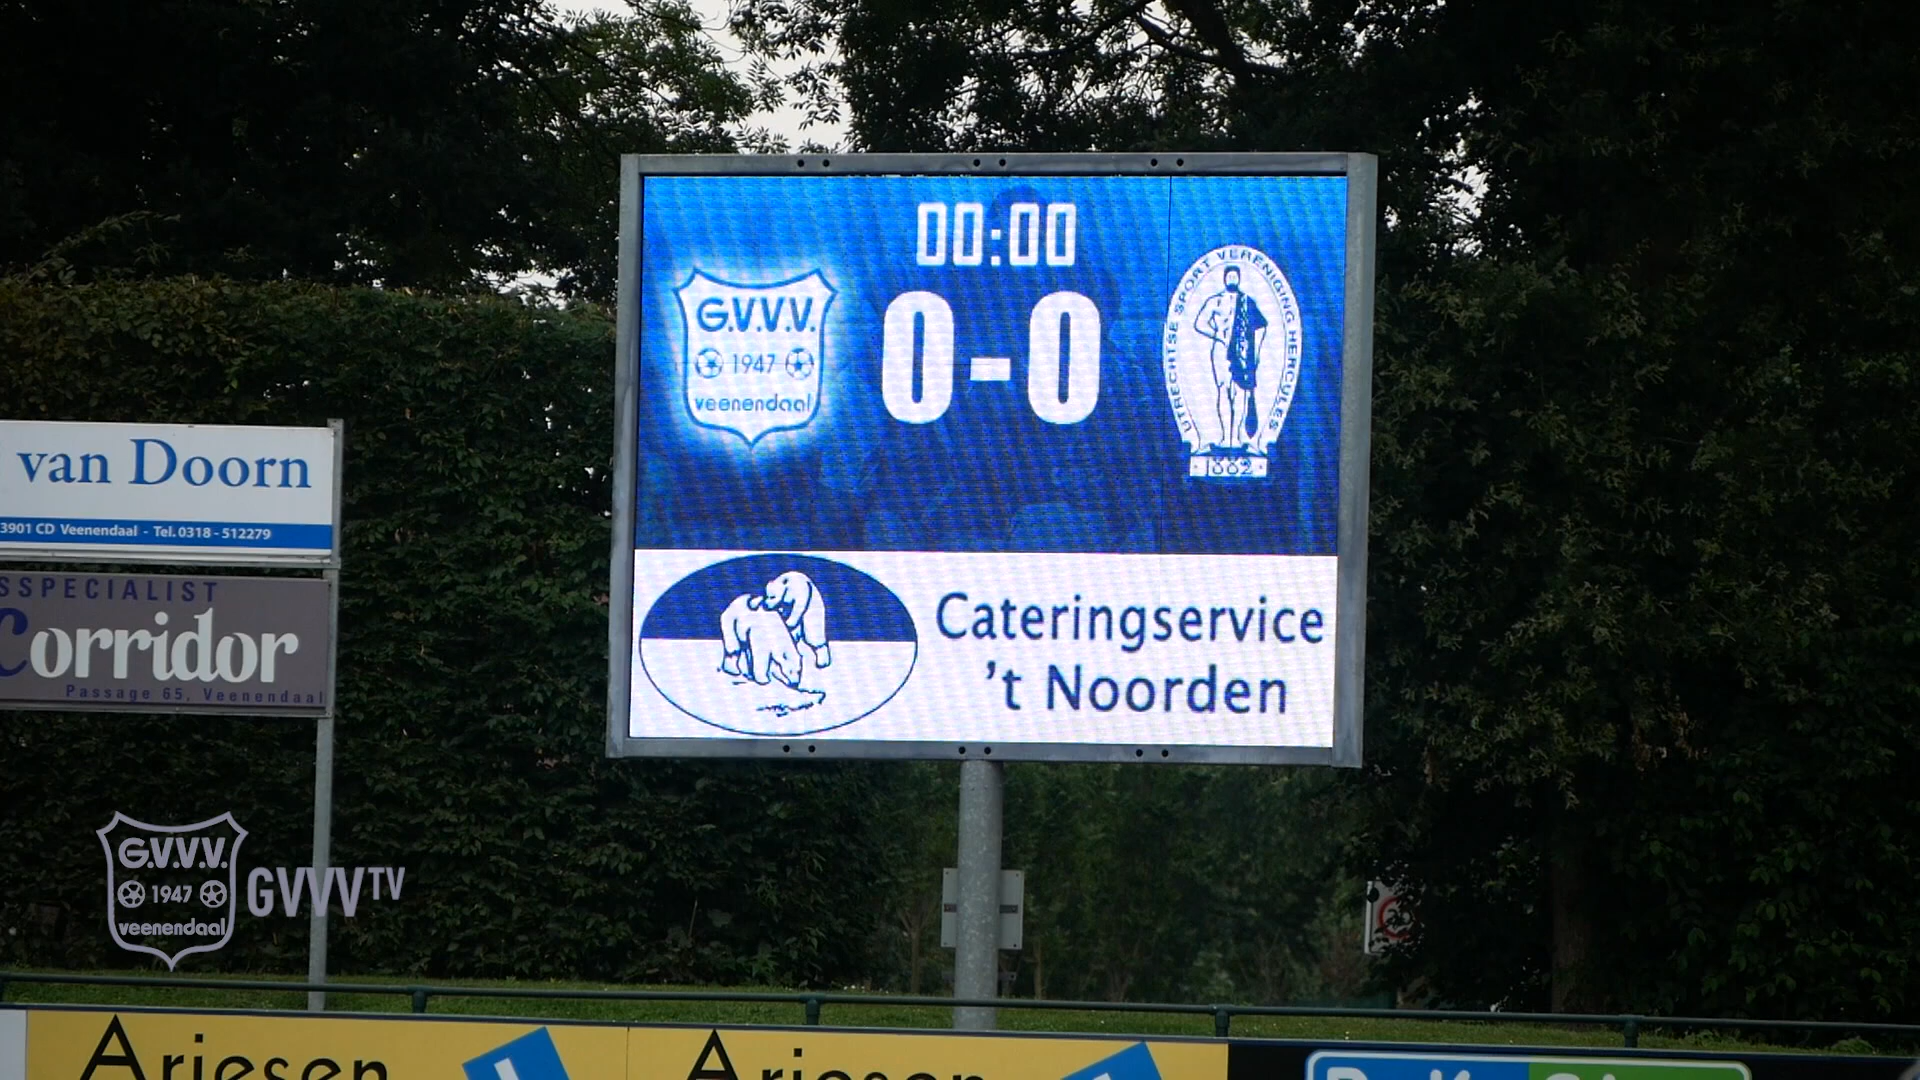 00:00
G.V.V.V.
1947
veenendaal
0-0
UTRECHTSE SPORT VERENIGING HERCULES
1882
Cateringservice
't Noorden
van Doorn
3901 CD Veenendaal - Tel. 0318 - 512279
SSPECIALIST
Corridor
Passage 65, Veenendaal
G.V.V.V.
1947
veenendaal
GVVVTV
Ariesen
Ariesen